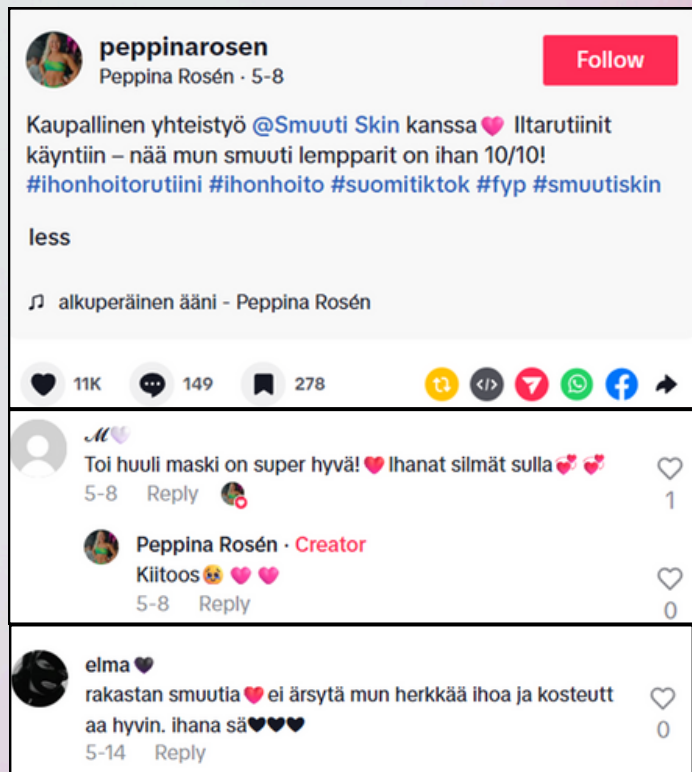 peppinarosen
Peppina Rosén · 5-8
Follow
Kaupallinen yhteistyö @Smuuti Skin kanssa🩷 Iltarutiinit
käyntiin – nää mun smuuti lempparit on ihan 10/10!
#ihonhoitorutiini #ihonhoito #suomitiktok #fyp #smuutiskin
less
♫ alkuperäinen ääni - Peppina Rosén
11K 149 278
ℳ🤍
Toi huuli maski on super hyvä!❤️ Ihanat silmät sulla💞 💞
5-8 Reply
1
Peppina Rosén · Creator
Kiitoos🥹 🩷 🩷
5-8 Reply
0
elma🖤
rakastan smuutia❤️ei ärsytä mun herkkää ihoa ja kosteutt
aa hyvin. ihana sä🖤🖤🖤
5-14 Reply
0